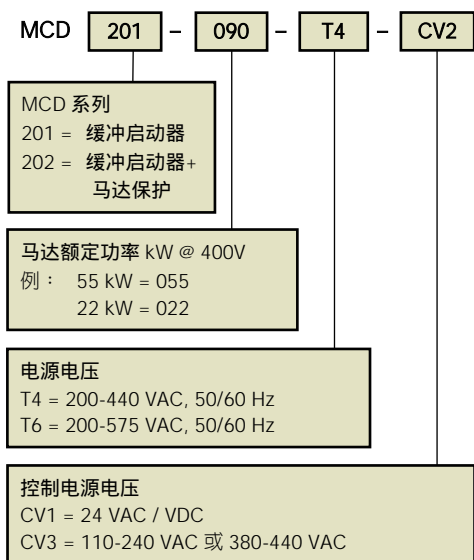 MCD 201 – 090 – T4 – CV2
MCD 系列
201 = 缓冲启动器
202 = 缓冲启动器+
马达保护
马达额定功率 kW @ 400V
例： 55 kW = 055
22 kW = 022
电源电压
T4 = 200-440 VAC, 50/60 Hz
T6 = 200-575 VAC, 50/60 Hz
控制电源电压
CV1 = 24 VAC / VDC
CV3 = 110-240 VAC 或 380-440 VAC